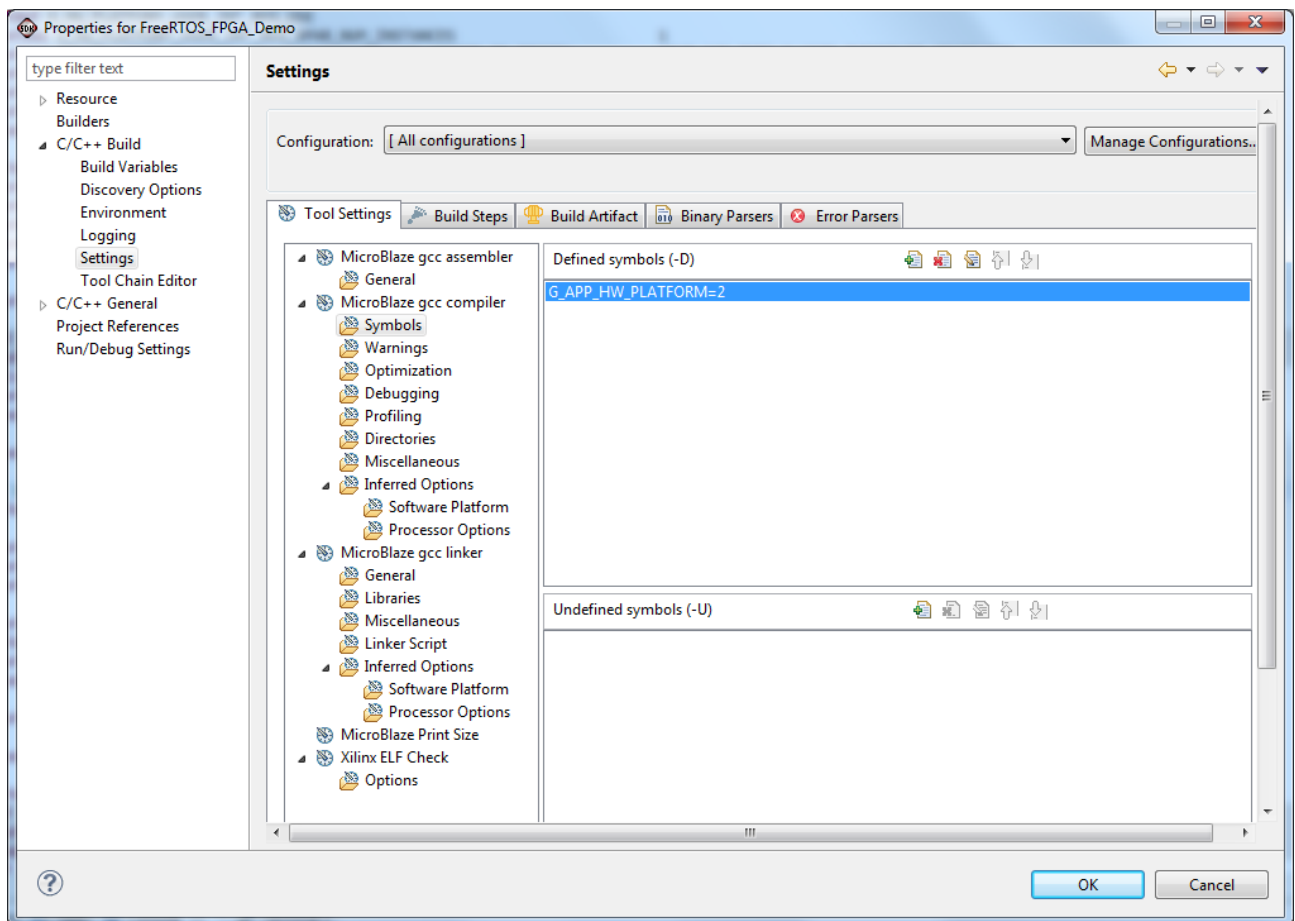 Properties for FreeRTOS_FPGA_Demo
type filter text
Resource
Builders
C/C++ Build
Build Variables
Discovery Options
Environment
Logging
Settings
Tool Chain Editor
C/C++ General
Project References
Run/Debug Settings
Settings
Configuration: [ All configurations ] Manage Configurations..
Tool Settings Build Steps Build Artifact Binary Parsers Error Parsers
MicroBlaze gcc assembler
General
MicroBlaze gcc compiler
Symbols
Warnings
Optimization
Debugging
Profiling
Directories
Miscellaneous
Inferred Options
Software Platform
Processor Options
MicroBlaze gcc linker
General
Libraries
Miscellaneous
Linker Script
Inferred Options
Software Platform
Processor Options
MicroBlaze Print Size
Xilinx ELF Check
Options
Defined symbols (-D)
G_APP_HW_PLATFORM=2
Undefined symbols (-U)
OK Cancel